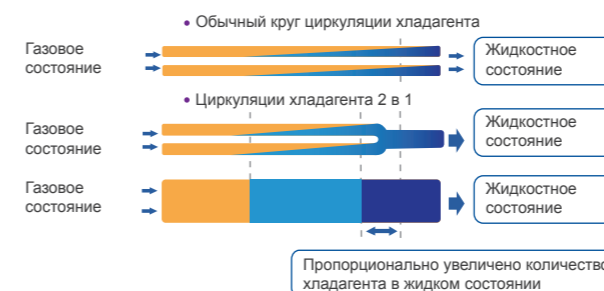 • Обычный круг циркуляции хладагента
Газовое
состояние
Жидкостное
состояние
• Циркуляции хладагента 2 в 1
Газовое
состояние
Жидкостное
состояние
Газовое
состояние
Жидкостное
состояние
Пропорционально увеличено количество
хладагента в жидком состоянии